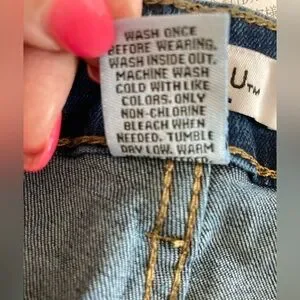 WASH ONCE
BEFORE WEARING.
WASH INSIDE OUT.
MACHINE WASH
COLD WITH LIKE
COLORS. ONLY
NON-CHLORINE
BLEACH WHEN
NEEDED. TUMBLE
DRY LOW. WARM
U™